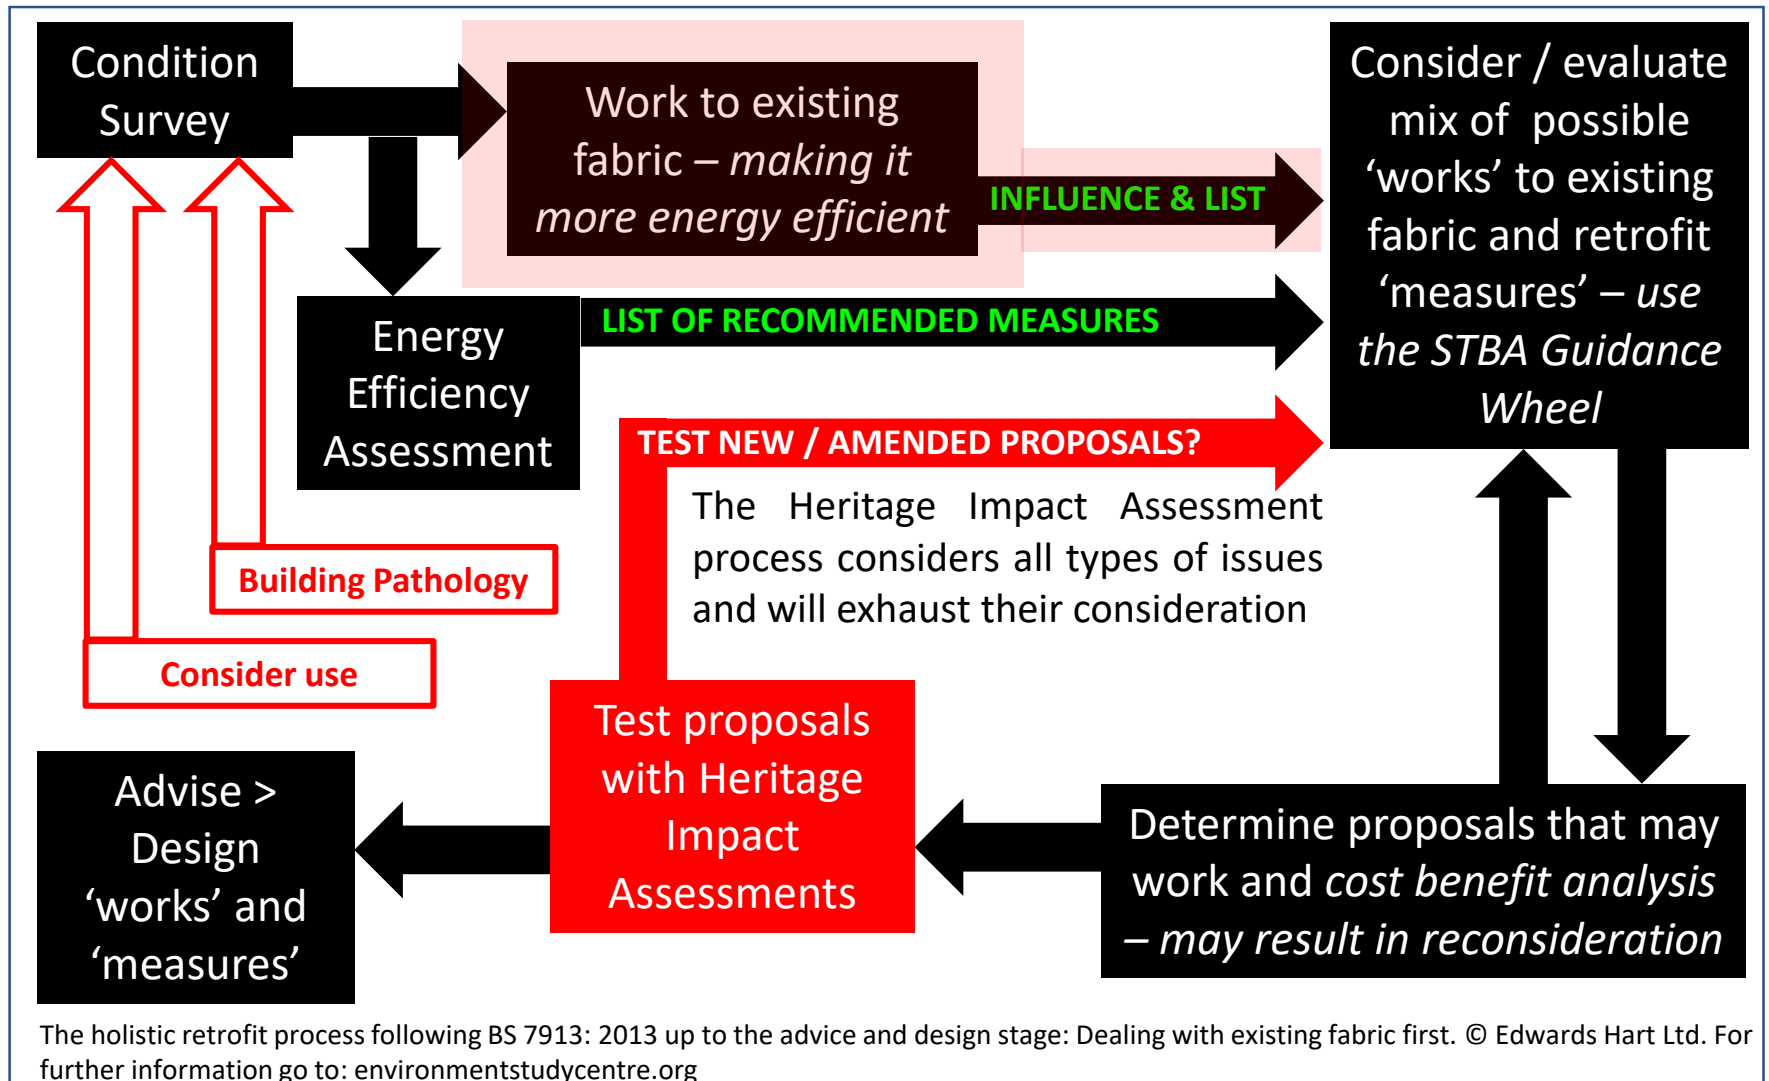 Condition
Survey
Work to existing
fabric – making it
more energy efficient
INFLUENCE & LIST
Consider / evaluate
mix of possible
‘works’ to existing
fabric and retrofit
‘measures’ – use
the STBA Guidance
Wheel
Energy
Efficiency
Assessment
LIST OF RECOMMENDED MEASURES
TEST NEW / AMENDED PROPOSALS?
The Heritage Impact Assessment
process considers all types of issues
and will exhaust their consideration
Building Pathology
Consider use
Test proposals
with Heritage
Impact
Assessments
Advise >
Design
‘works’ and
‘measures’
Determine proposals that may
work and cost benefit analysis
– may result in reconsideration
The holistic retrofit process following BS 7913: 2013 up to the advice and design stage: Dealing with existing fabric first. © Edwards Hart Ltd. For
further information go to: environmentstudycentre.org